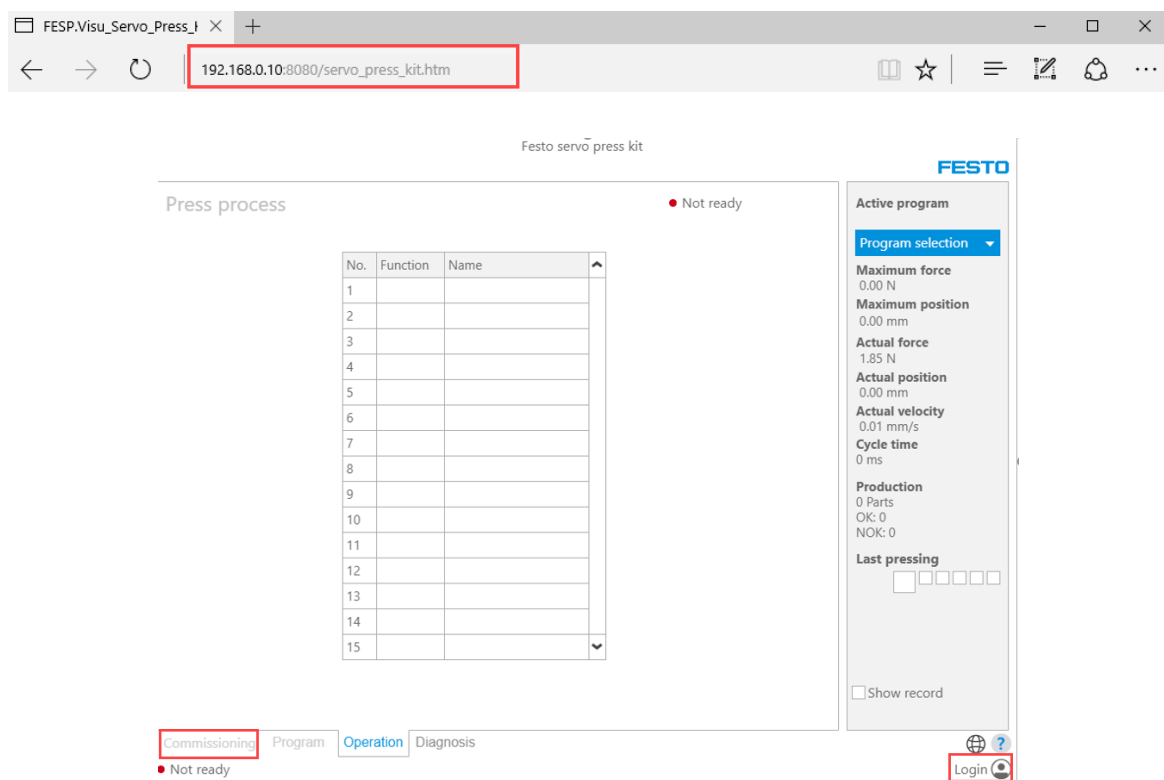 FESP.Visu_Servo_Press_k
192.168.0.10:8080/servo_press_kit.htm
Festo servo press kit
FESTO
Press process
Not ready
No. Function Name
1
2
3
4
5
6
7
8
9
10
11
12
13
14
15
Active program
Program selection
Maximum force
0.00 N
Maximum position
0.00 mm
Actual force
1.85 N
Actual position
0.00 mm
Actual velocity
0.01 mm/s
Cycle time
0 ms
Production
0 Parts
OK: 0
NOK: 0
Last pressing
Show record
Commissioning Program Operation Diagnosis
?
Not ready
Login